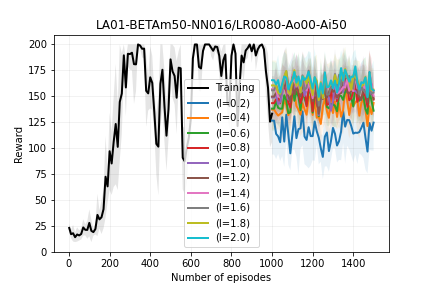 LA01-BETAm50-NN016/LR0080-Ao00-Ai50
200
175
150
125
100
75
50
25
0
Reward
Training
(l=0.2)
(l=0.4)
(l=0.6)
(l=0.8)
(l=1.0)
(l=1.2)
(l=1.4)
(l=1.6)
(l=1.8)
(l=2.0)
0 200 400 600 800 1000 1200 1400
Number of episodes